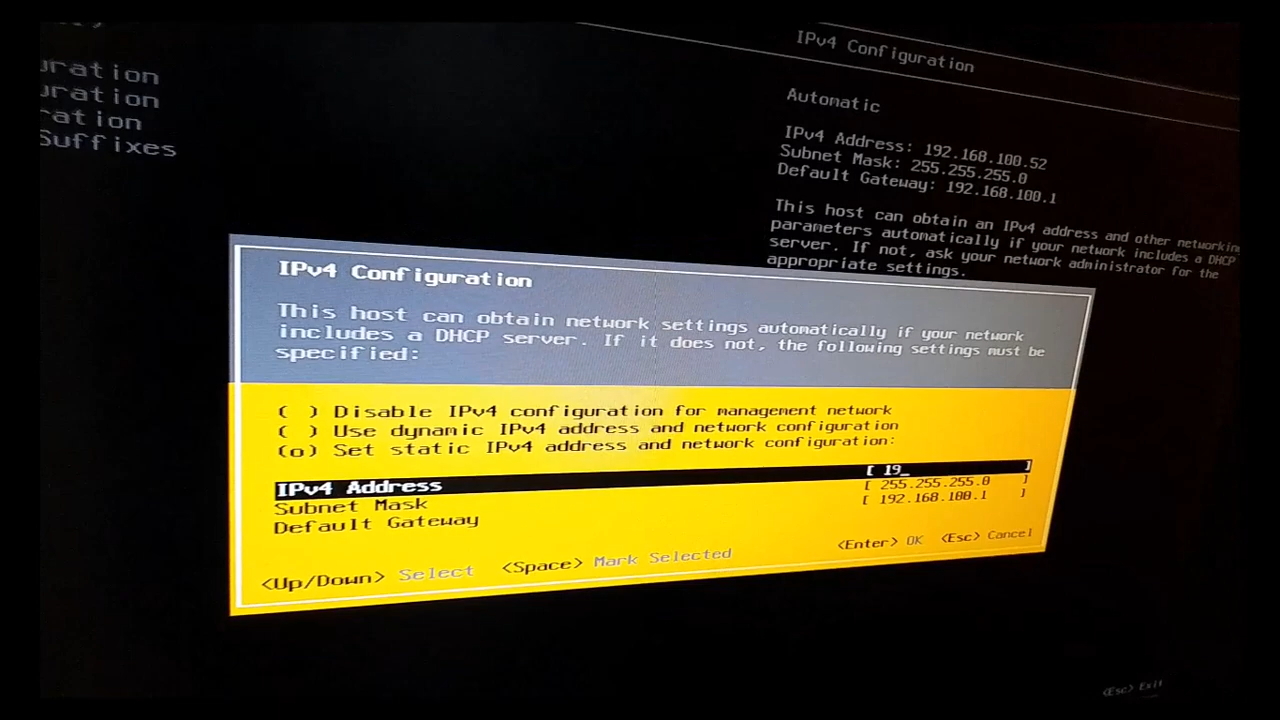 uration
uration
ration
Suffixes
IPv4 Configuration
Automatic
IPv4 Address: 192.168.100.52
Subnet Mask: 255.255.255.0
Default Gateway: 192.168.100.1
This host can obtain an IPv4 address and other networkin
parameters automatically if your network includes a DHCP
server. If not, ask your network administrator for the
appropriate settings.
IPv4 Configuration
This host can obtain network settings automatically if your network
includes a DHCP server. If it does not, the following settings must be
specified:
( ) Disable IPv4 configuration for management network
( ) Use dynamic IPv4 address and network configuration
(o) Set static IPv4 address and network configuration:
IPv4 Address [ 19_ ]
Subnet Mask [ 255.255.255.0 ]
Default Gateway [ 192.168.100.1 ]
<Up/Down> Select <Space> Mark Selected <Enter> OK <Esc> Cancel
<Esc> Exit